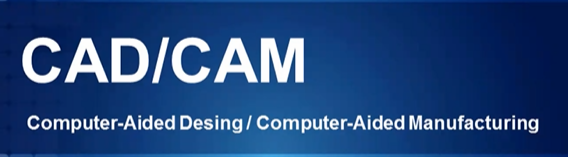 CAD/CAM
Computer-Aided Desing / Computer-Aided Manufacturing